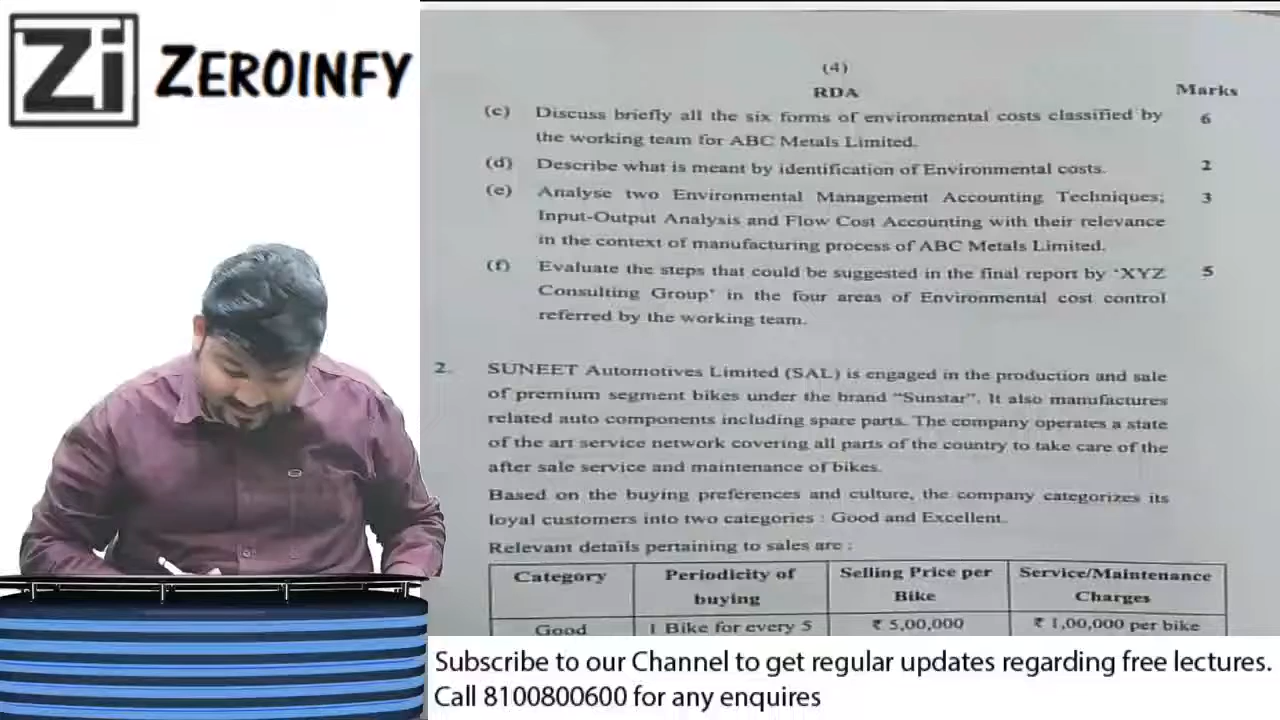 Zi ZEROINFY
(4)
RDA
Marks
(c) Discuss briefly all the six forms of environmental costs classified by 6
the working team for ABC Metals Limited.
(d) Describe what is meant by identification of Environmental costs. 2
(e) Analyse two Environmental Management Accounting Techniques; 3
Input-Output Analysis and Flow Cost Accounting with their relevance
in the context of manufacturing process of ABC Metals Limited.
(f) Evaluate the steps that could be suggested in the final report by 'XYZ 5
Consulting Group' in the four areas of Environmental cost control
referred by the working team.
2. SUNEET Automotives Limited (SAL) is engaged in the production and sale
of premium segment bikes under the brand "Sunstar". It also manufactures
related auto components including spare parts. The company operates a state
of the art service network covering all parts of the country to take care of the
after sale service and maintenance of bikes.
Based on the buying preferences and culture, the company categorizes its
loyal customers into two categories : Good and Excellent.
Relevant details pertaining to sales are :
Category Periodicity of buying Selling Price per Bike Service/Maintenance Charges
Good 1 Bike for every 5 ₹ 5,00,000 ₹ 1,00,000 per bike
Subscribe to our Channel to get regular updates regarding free lectures.
Call 8100800600 for any enquires